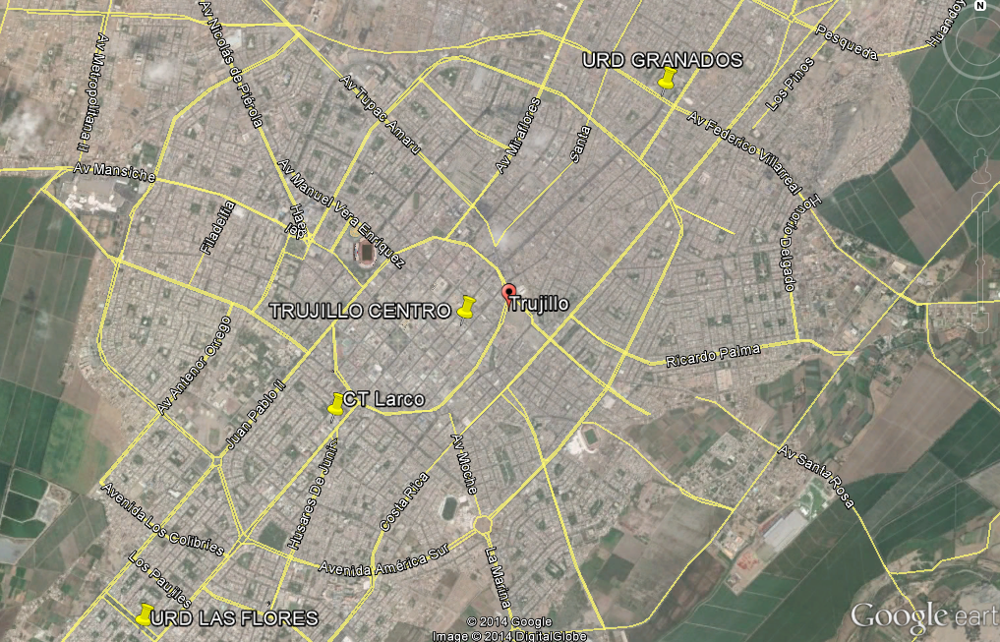 N
Huandoy
Pesqueda
URD GRANADOS
Los Pinos
Av Nicolás de Piérola
Av Metropolitana II
Av Tupac Amaru
Av Miraflores
Santa
Av Federico Villarreal
Av Mansiche
Av Manuel Vera Enriquez
Filadelfia
Honorio Delgado
TRUJILLO CENTRO
Trujillo
Ricardo Palma
Av Antenor Orrego
CT Larco
Juan Pablo II
Av Moche
Av Santa Rosa
Husares De Junin
Costa Rica
Avenida Los Colibries
Avenida América Sur
Los Paujiles
La Marina
URD LAS FLORES
© 2014 Google
Image © 2014 DigitalGlobe
Google eart